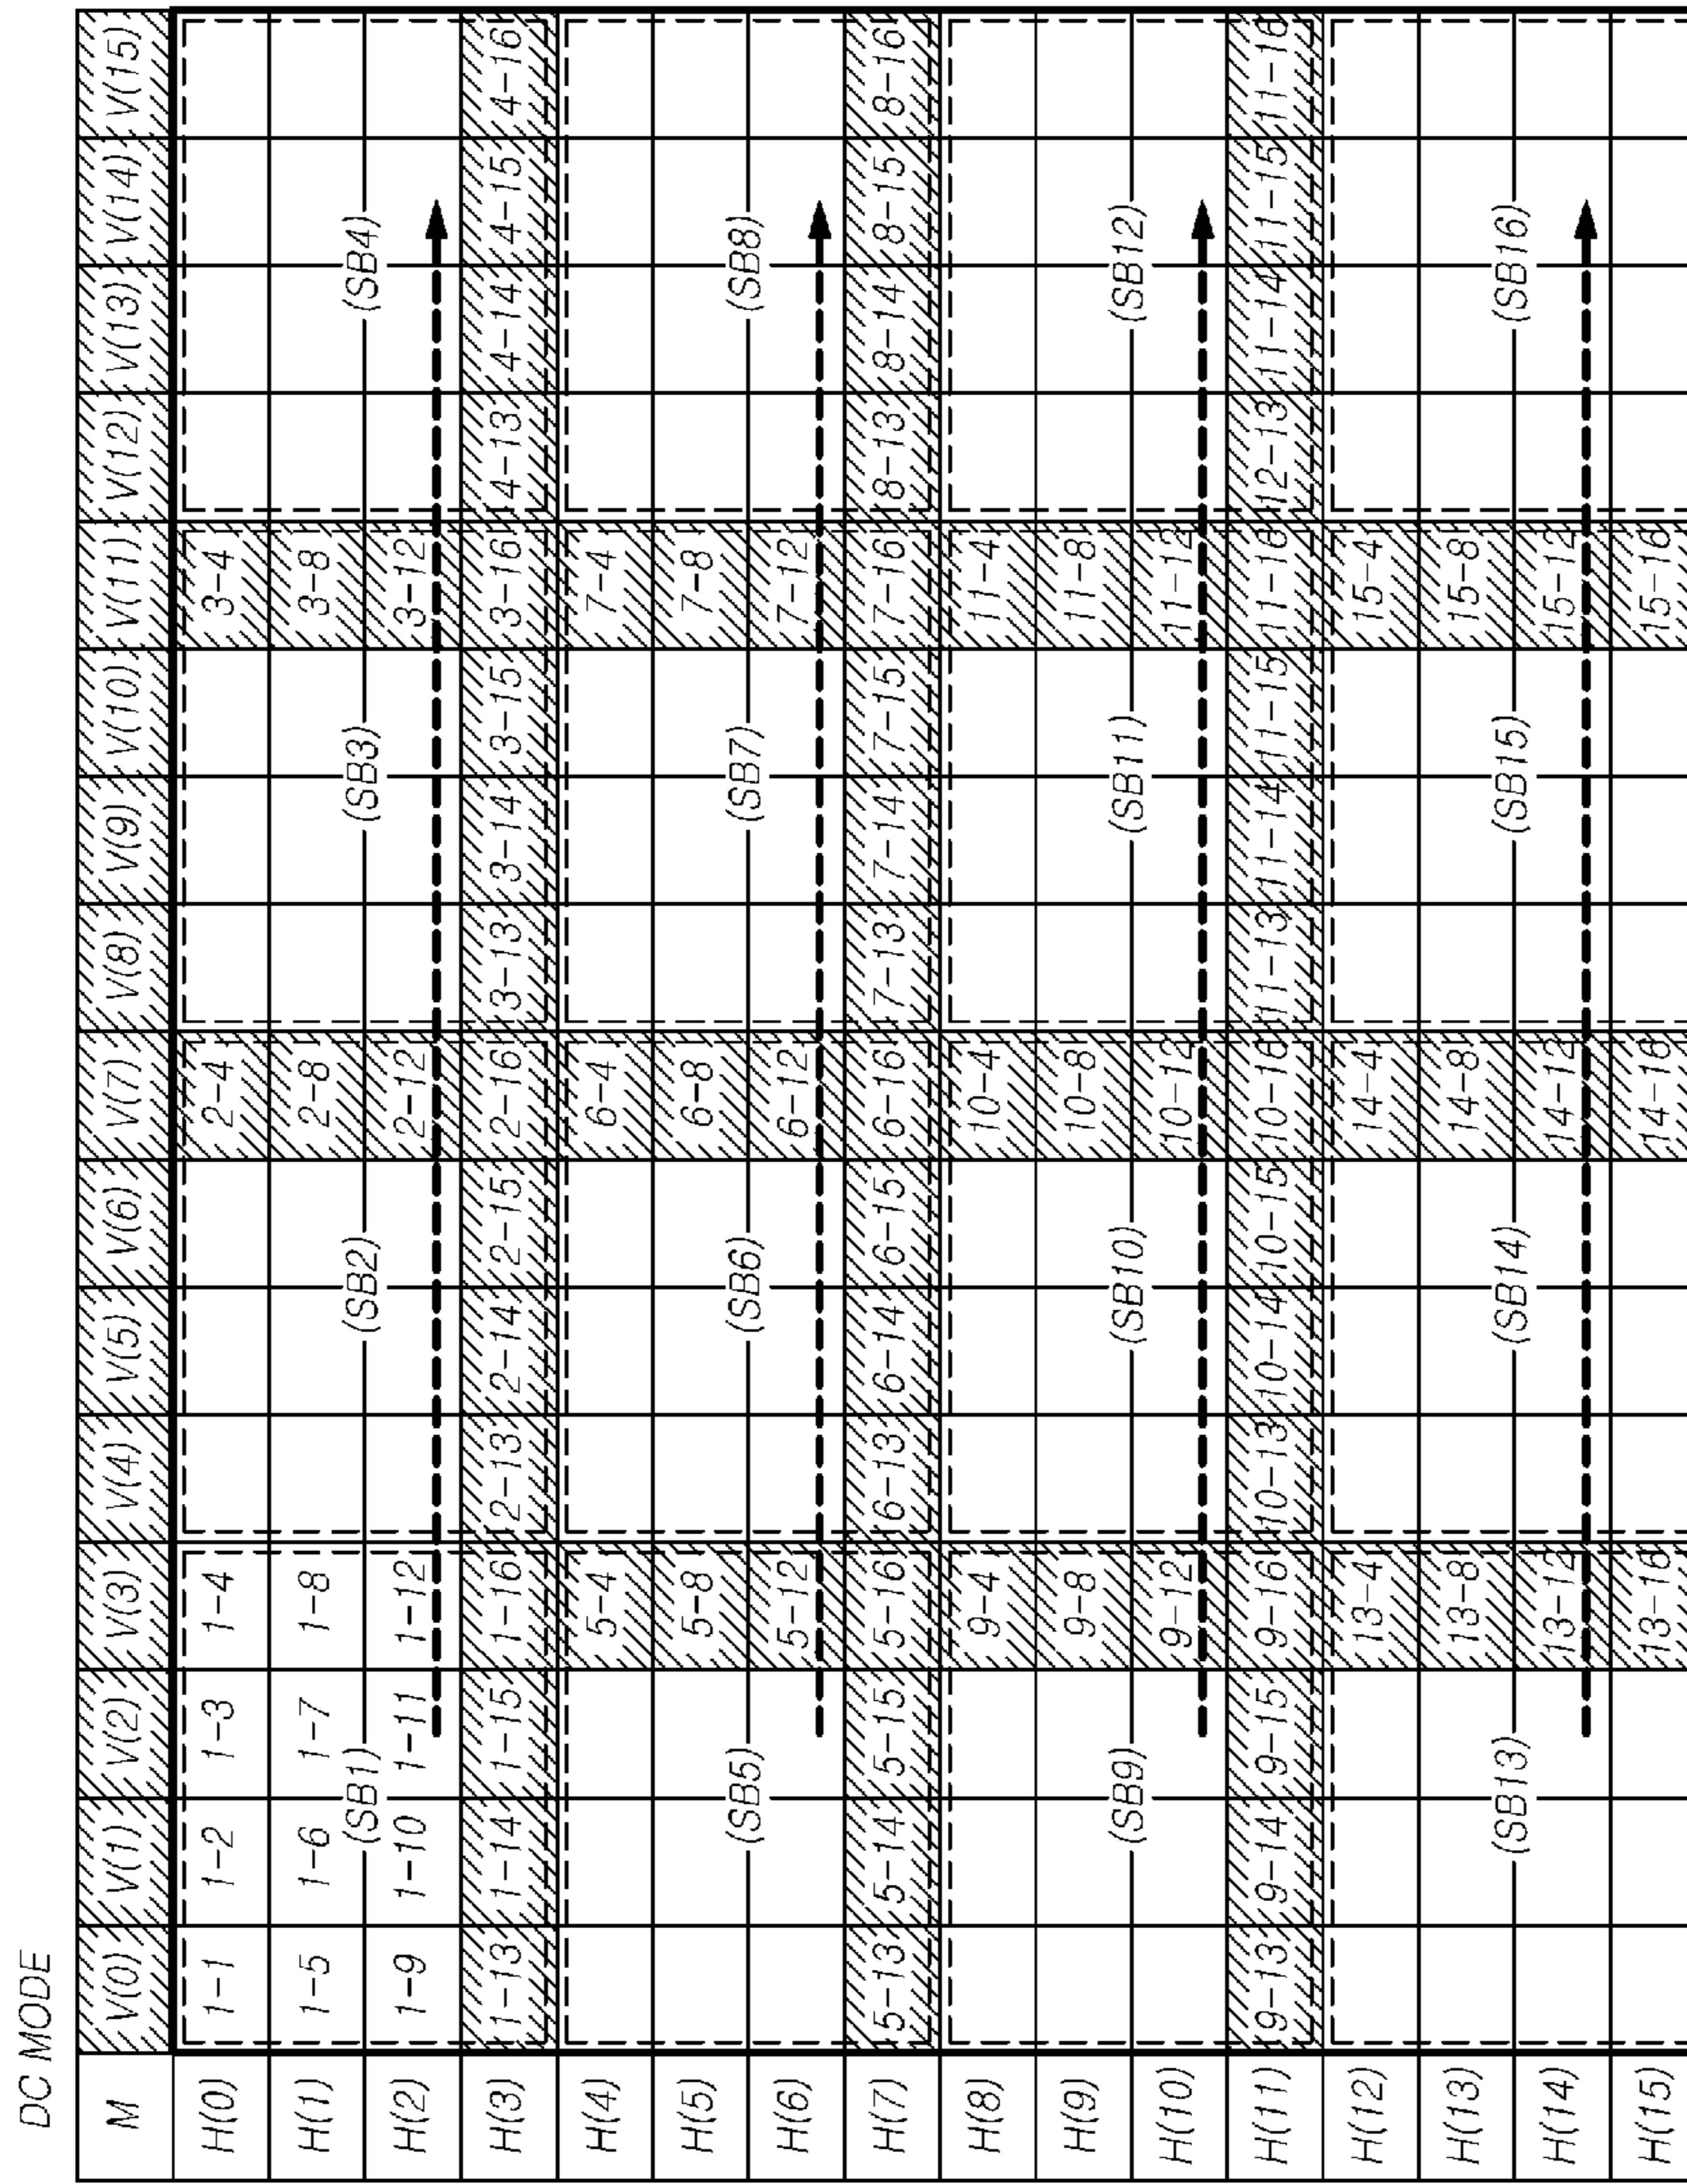 DC MODE
M V(0) V(1) V(2) V(3) V(4) V(5) V(6) V(7) V(8) V(9) V(10) V(11) V(12) V(13) V(14) V(15)
H(0) 1-1 1-2 1-3 1-4 2-4 3-4
H(1) 1-5 1-6 1-7 1-8 2-8 3-8
(SB1) (SB2) (SB3) (SB4)
H(2) 1-9 1-10 1-11 1-12 2-12 3-12
H(3) 1-13 1-14 1-15 1-16 2-13 2-14 2-15 2-16 3-13 3-14 3-15 3-16 4-13 4-14 4-15 4-16
H(4) 5-4 6-4 7-4
H(5) 5-8 6-8 7-8
(SB5) (SB6) (SB7) (SB8)
H(6) 5-12 6-12 7-12
H(7) 5-13 5-14 5-15 5-16 6-13 6-14 6-15 6-16 7-13 7-14 7-15 7-16 8-13 8-14 8-15 8-16
H(8) 9-4 10-4 11-4
H(9) 9-8 10-8 11-8
(SB9) (SB10) (SB11) (SB12)
H(10) 9-12 10-12 11-12
H(11) 9-13 9-14 9-15 9-16 10-13 10-14 10-15 10-16 11-13 11-14 11-15 11-16 12-13 11-14 11-15 11-16
H(12) 13-4 14-4 15-4
H(13) 13-8 14-8 15-8
(SB13) (SB14) (SB15) (SB16)
H(14) 13-12 14-12 15-12
H(15) 13-16 14-16 15-16